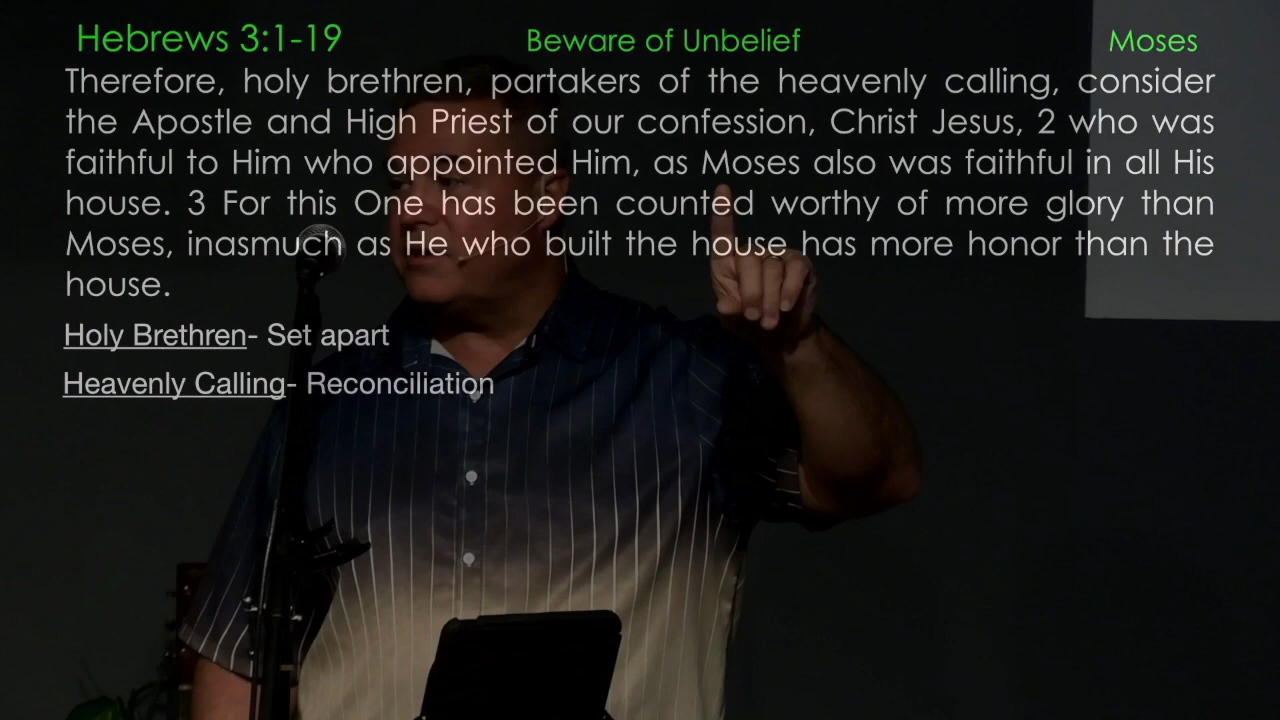 Hebrews 3:1-19 Beware of Unbelief Moses
Therefore, holy brethren, partakers of the heavenly calling, consider
the Apostle and High Priest of our confession, Christ Jesus, 2 who was
faithful to Him who appointed Him, as Moses also was faithful in all His
house. 3 For this One has been counted worthy of more glory than
Moses, inasmuch as He who built the house has more honor than the
house.
Holy Brethren- Set apart
Heavenly Calling- Reconciliation